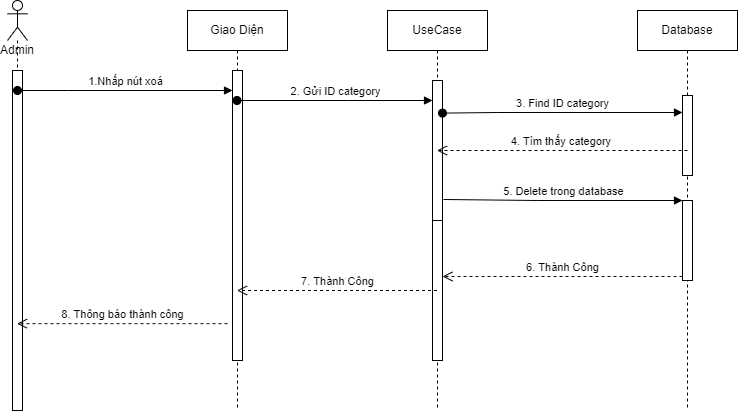 Giao Diện
UseCase
Database
Admin
1.Nhấp nút xoá
2. Gửi ID category
3. Find ID category
4. Tìm thấy category
5. Delete trong database
6. Thành Công
7. Thành Công
8. Thông báo thành công